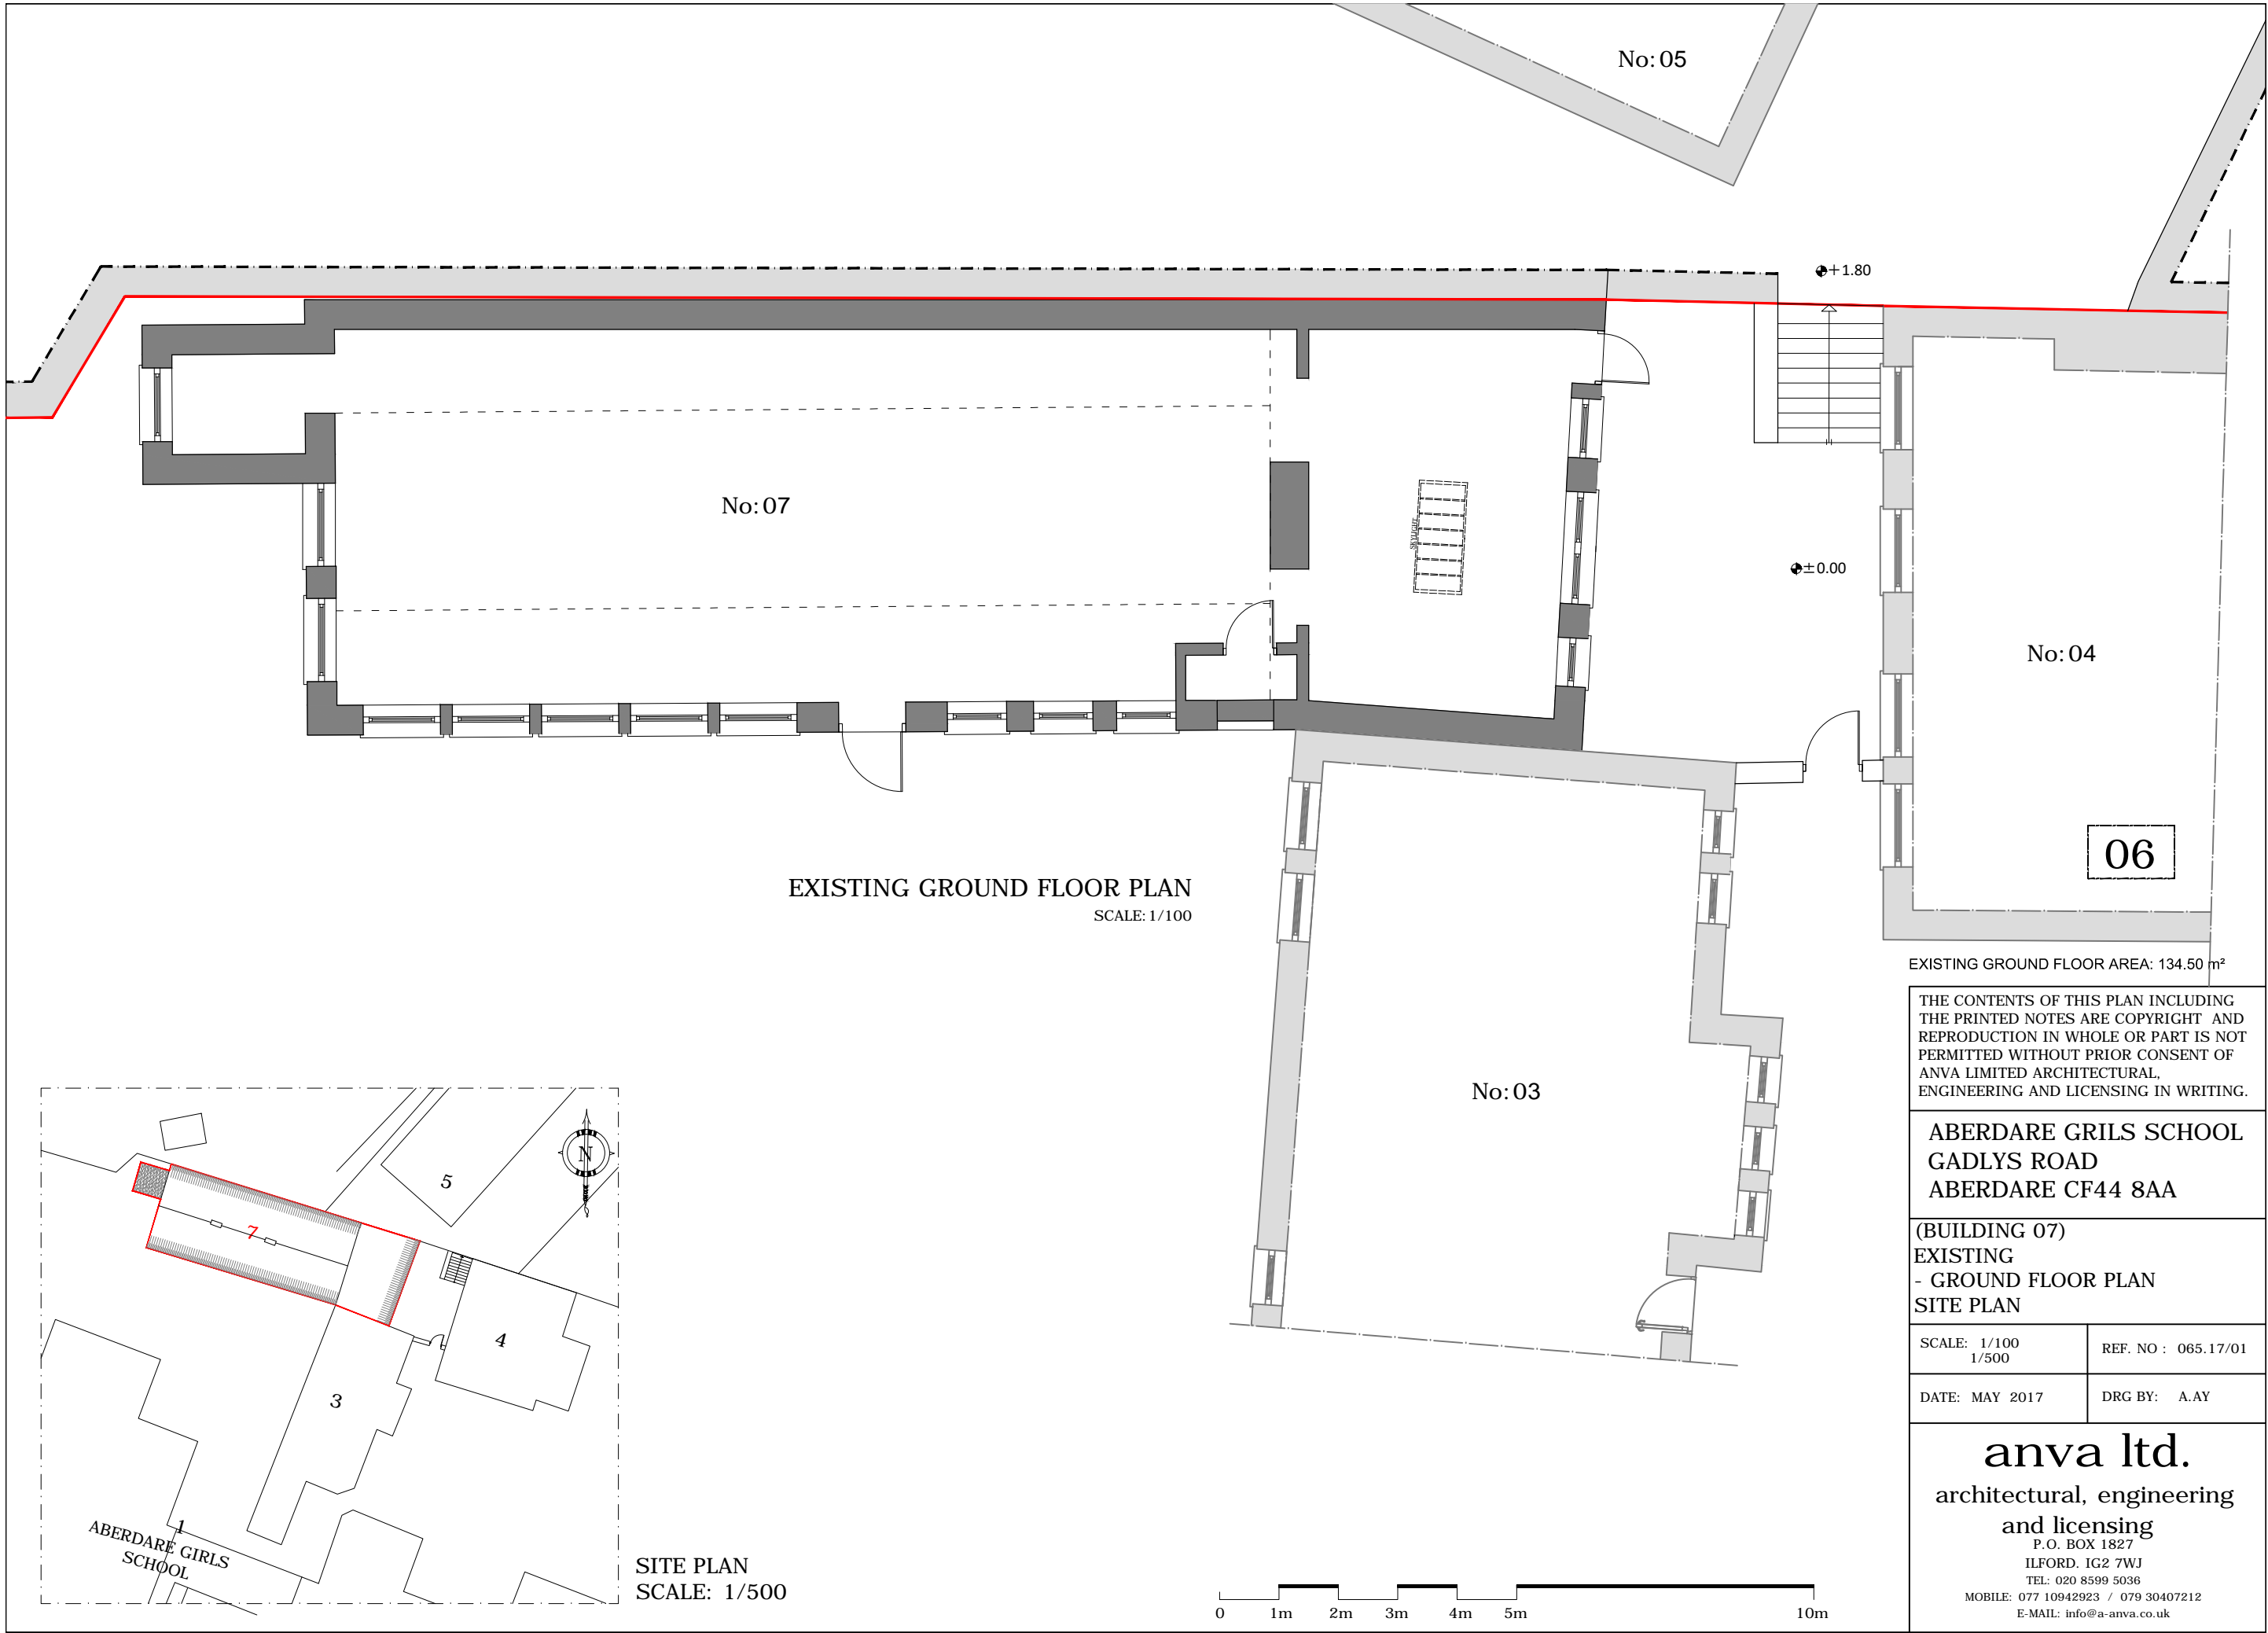 No: 05
+1.80
No: 07
SKYLIGHT
±0.00
No: 04
06
EXISTING GROUND FLOOR PLAN
SCALE: 1/100
EXISTING GROUND FLOOR AREA: 134.50 m²
THE CONTENTS OF THIS PLAN INCLUDING
THE PRINTED NOTES ARE COPYRIGHT AND
REPRODUCTION IN WHOLE OR PART IS NOT
PERMITTED WITHOUT PRIOR CONSENT OF
ANVA LIMITED ARCHITECTURAL,
ENGINEERING AND LICENSING IN WRITING.
No: 03
ABERDARE GRILS SCHOOL
GADLYS ROAD
ABERDARE CF44 8AA
(BUILDING 07)
EXISTING
- GROUND FLOOR PLAN
SITE PLAN
SCALE: 1/100
1/500
REF. NO : 065.17/01
DATE: MAY 2017
DRG BY: A.AY
anva ltd.
architectural, engineering
and licensing
P.O. BOX 1827
ILFORD. IG2 7WJ
TEL: 020 8599 5036
MOBILE: 077 10942923 / 079 30407212
E-MAIL: info@a-anva.co.uk
N
5
7
4
3
1
ABERDARE GIRLS
SCHOOL
SITE PLAN
SCALE: 1/500
0 1m 2m 3m 4m 5m 10m